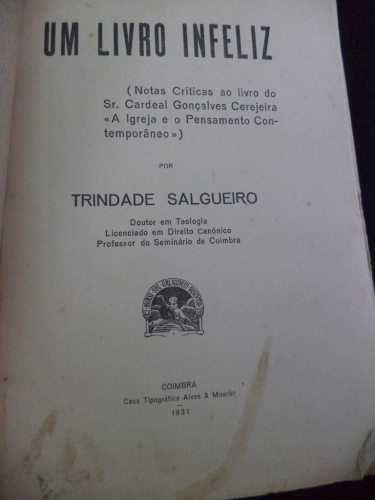 UM LIVRO INFELIZ
(Notas Críticas ao livro do
Sr. Cardeal Gonçalves Cerejeira
«A Igreja e o Pensamento Con-
temporâneo»)
POR
TRINDADE SALGUEIRO
Doutor em Teologia
Licenciado em Direito Canónico
Professor do Seminário de Coimbra
COIMBRA
Casa Tipográfica Alves & Mourão
1931